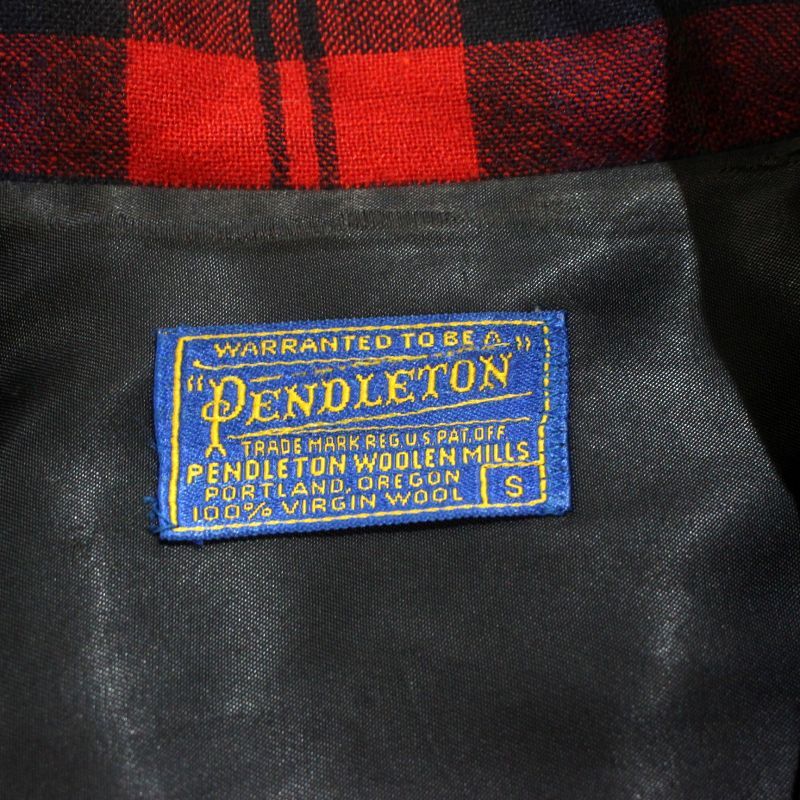 WARRANTED TO BE A
"PENDLETON"
TRADE MARK REG. U.S. PAT. OFF.
PENDLETON WOOLEN MILLS
PORTLAND, OREGON
100% VIRGIN WOOL
S